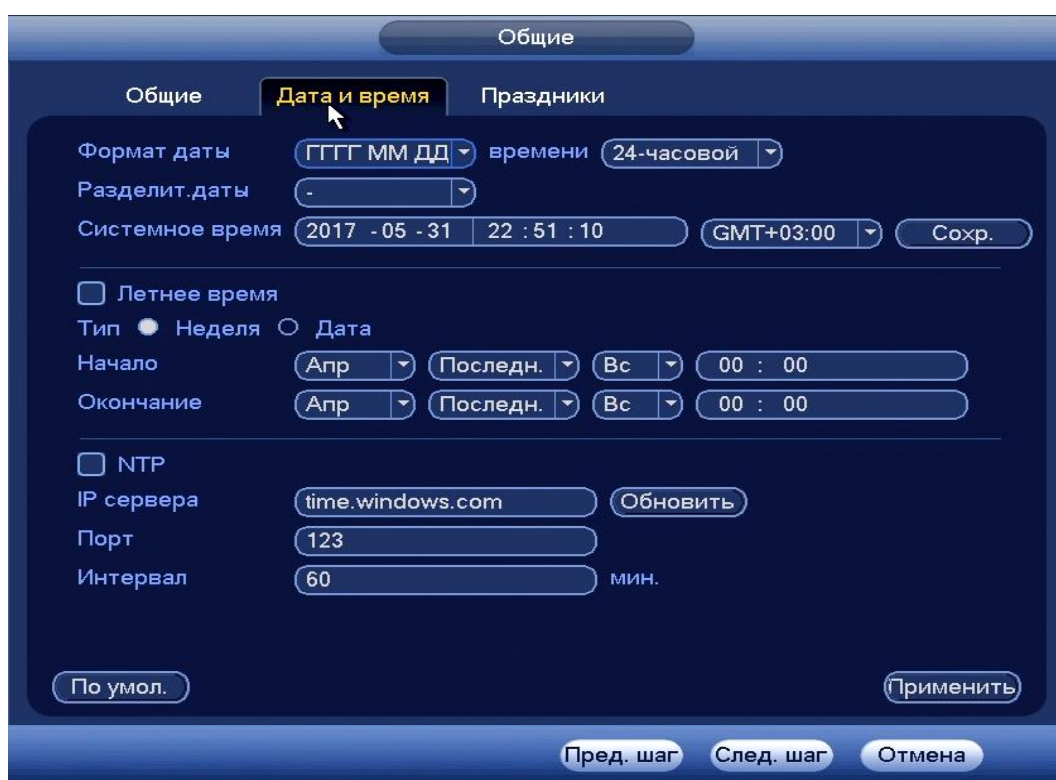 Общие
Общие Дата и время Праздники
Формат даты ГГГГ ММ ДД времени 24-часовой
Разделит.даты -
Системное время 2017 - 05 - 31 22 : 51 : 10 GMT+03:00 Сохр.
Летнее время
Тип Неделя Дата
Начало Апр Последн. Вс 00 : 00
Окончание Апр Последн. Вс 00 : 00
NTP
IP сервера time.windows.com Обновить
Порт 123
Интервал 60 мин.
По умол. Применить
Пред. шаг След. шаг Отмена